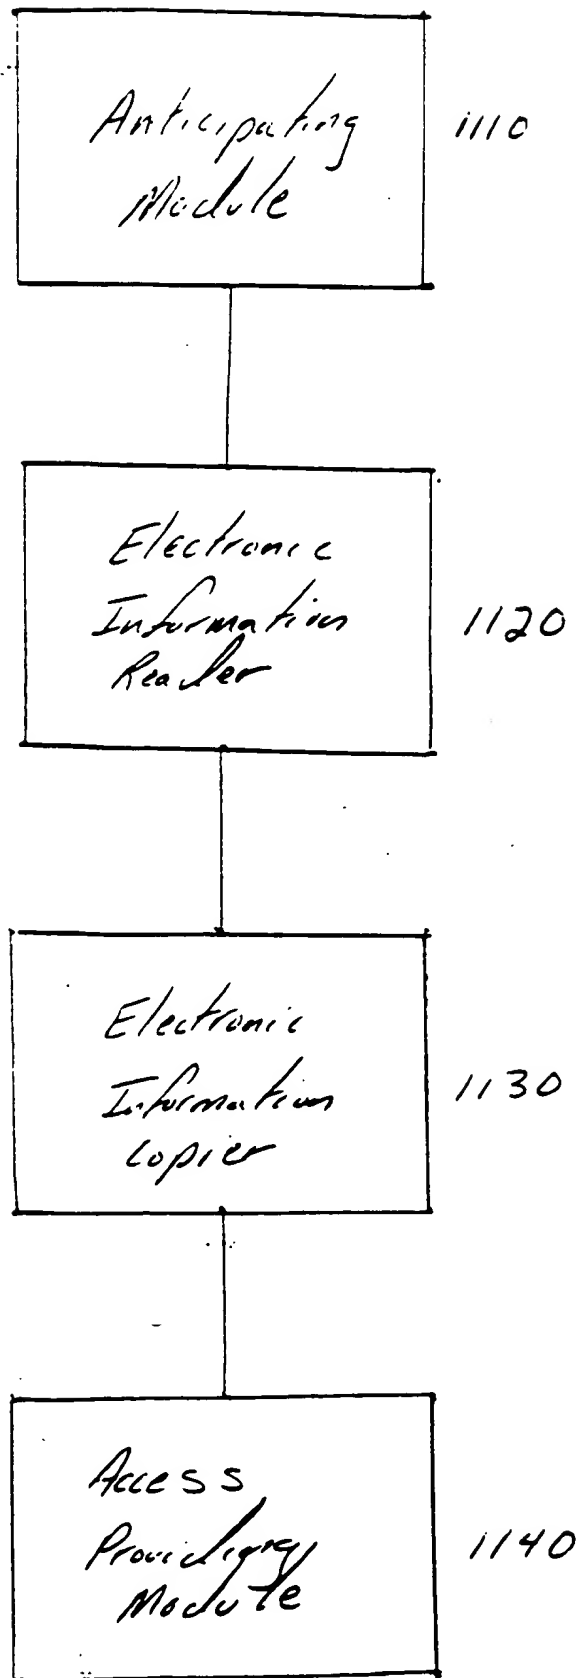 Anticipating
Module
1110
Electronic
Information
Reader
1120
Electronic
Information
Copier
1130
Access
Providing
Module
1140